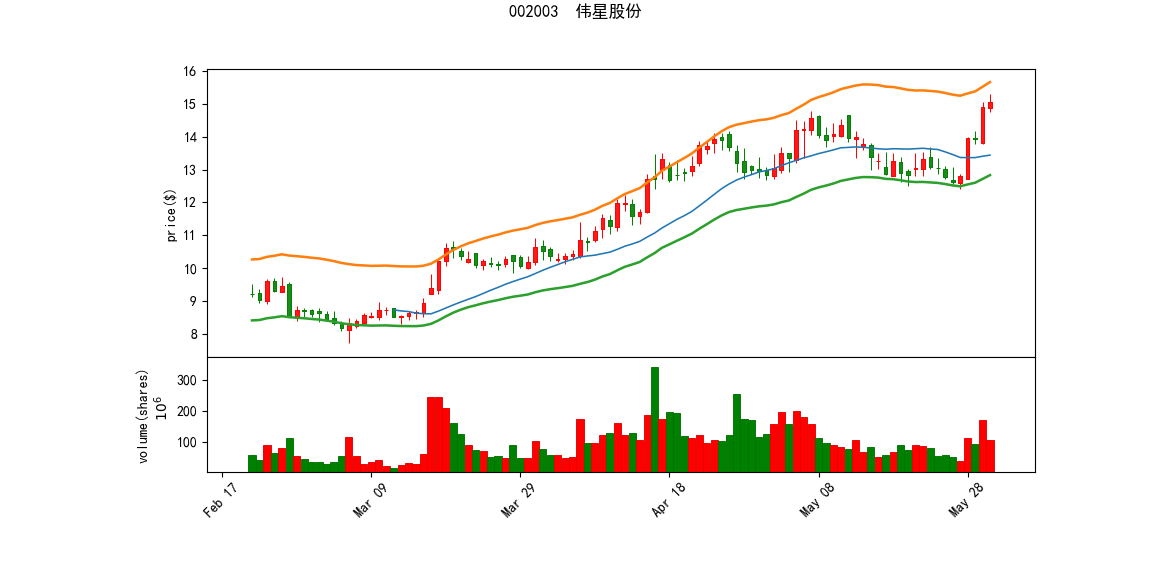 002003 伟星股份
16
15
14
13
12
11
10
9
8
price($)
300
200
100
volume(shares)
10^6
Feb 17
Mar 09
Mar 29
Apr 18
May 08
May 28